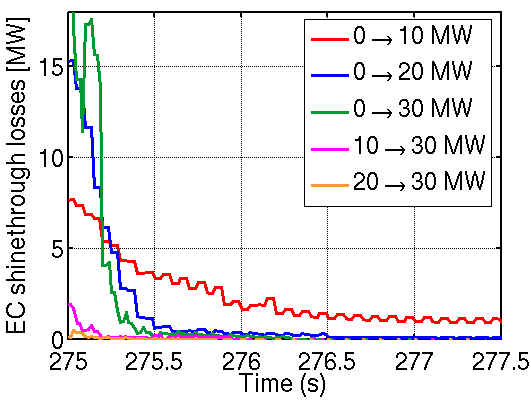 EC shinethrough losses [MW]
15
10
5
0
0→10 MW
0→20 MW
0→30 MW
10→30 MW
20→30 MW
275 275.5 276 276.5 277 277.5
Time (s)